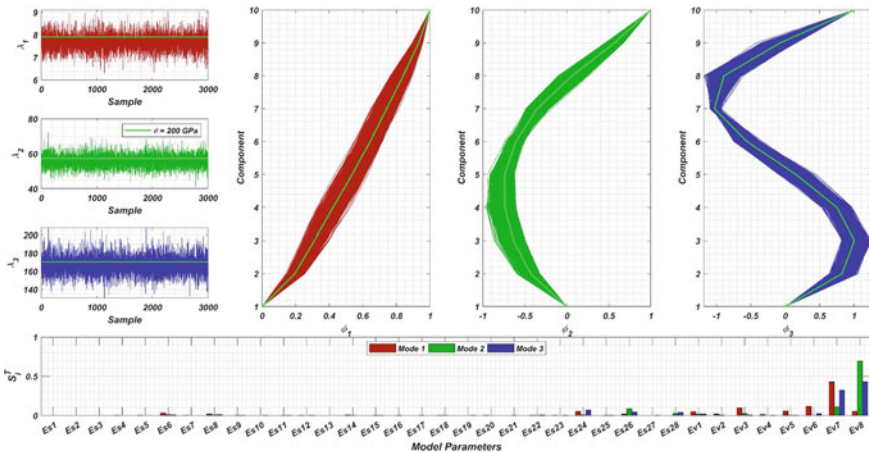 9
8
7
6
0
1000
2000
3000
λ1
Sample
80
60
40
0
1000
2000
3000
λ2
Sample
θ = 200 GPa
200
180
160
140
0
1000
2000
3000
λ3
Sample
10
9
8
7
6
5
4
3
2
1
Component
0
0.2
0.4
0.6
0.8
1
10
9
8
7
6
5
4
3
2
1
Component
-1
-0.5
0
0.5
1
10
9
8
7
6
5
4
3
2
1
Component
-1
-0.5
0
0.5
1
1
0.5
0
S_i^T
Mode 1
Mode 2
Mode 3
Es1
Es2
Es3
Es4
Es5
Es6
Es7
Es8
Es9
Es10
Es11
Es12
Es13
Es14
Es15
Es16
Es17
Es18
Es19
Es20
Es21
Es22
Es23
Es24
Es25
Es26
Es27
Es28
Ev1
Ev2
Ev3
Ev4
Ev5
Ev6
Ev7
Ev8
Model Parameters